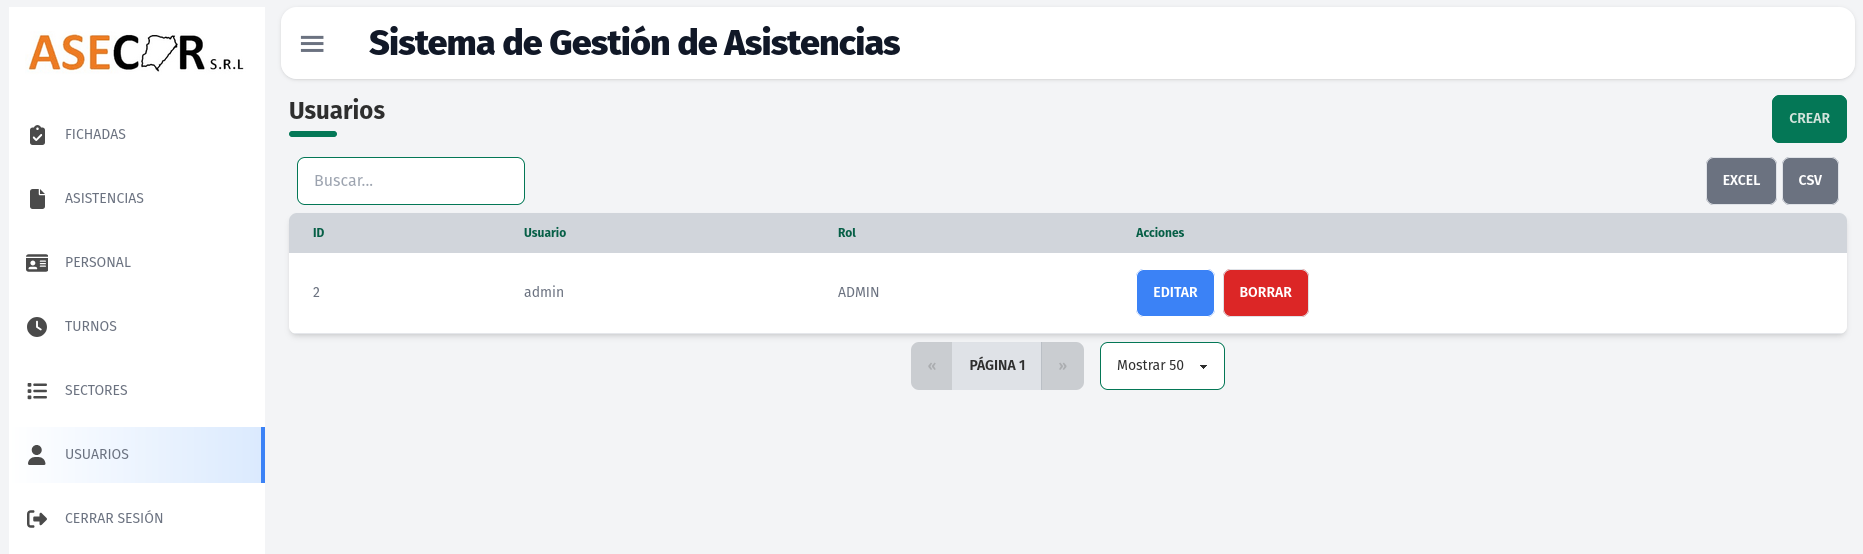 ASECOR S.R.L
Sistema de Gestión de Asistencias
FICHADAS
ASISTENCIAS
PERSONAL
TURNOS
SECTORES
USUARIOS
CERRAR SESIÓN
Usuarios
CREAR
Buscar...
EXCEL CSV
ID Usuario Rol Acciones
2 admin ADMIN EDITAR BORRAR
« PÁGINA 1 » Mostrar 50